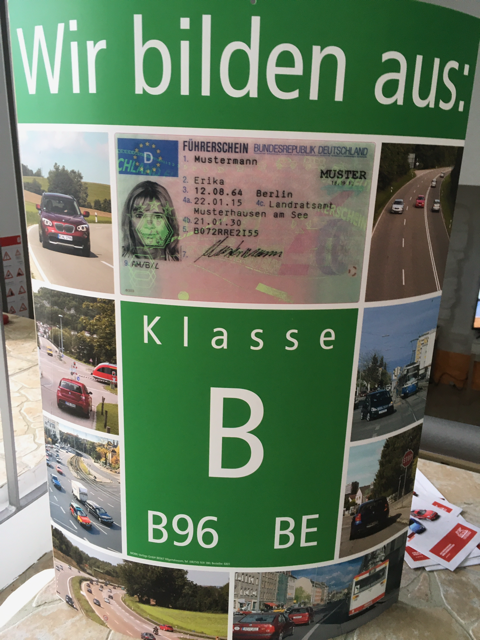 Wir bilden aus:
FÜHRERSCHEIN BUNDESREPUBLIK DEUTSCHLAND
D
1. Mustermann
MUSTER
2. Erika
3. 12.08.64 Berlin
4a. 22.01.15 4c. Landratsamt
Musterhausen am See
4b. 21.01.30
5. B072RRE2I55
7.
9. AM/B/L
Klasse
B
B96 BE